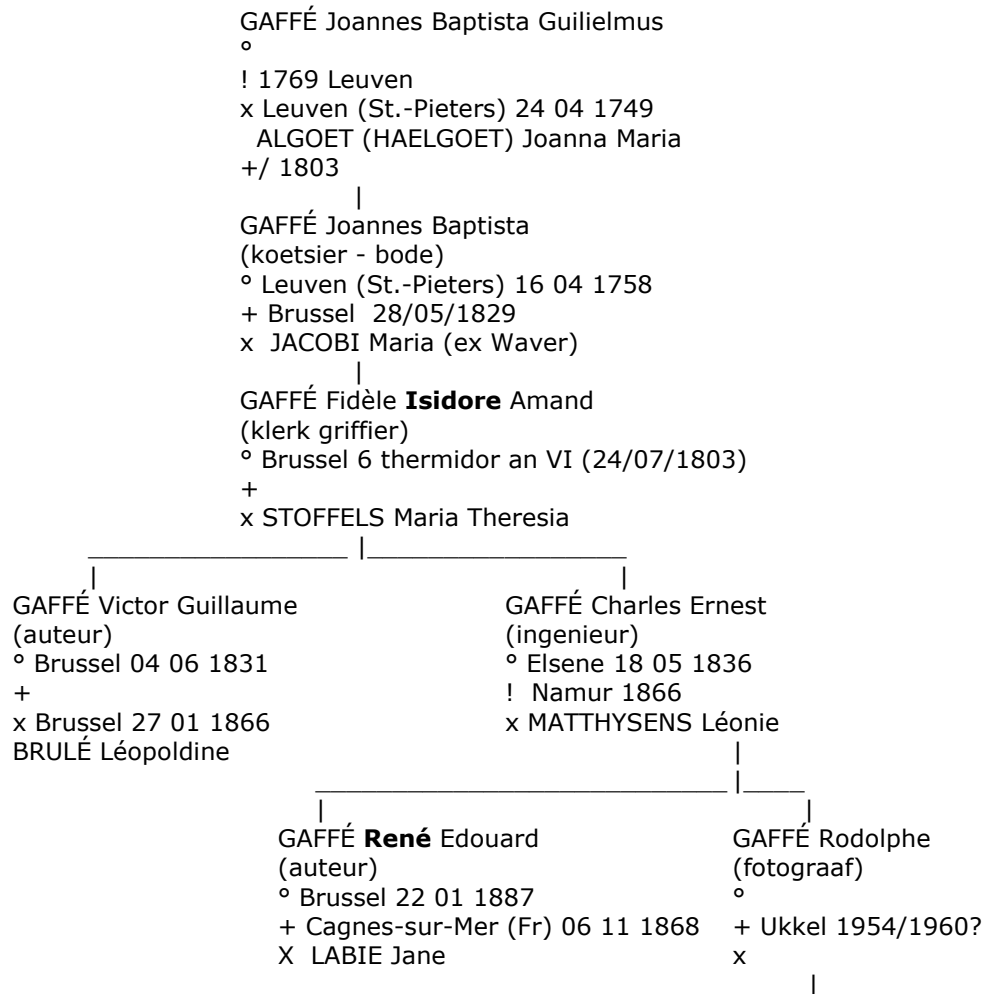 GAFFÉ Joannes Baptista Guilielmus
°
! 1769 Leuven
x Leuven (St.-Pieters) 24 04 1749
ALGOET (HAELGOET) Joanna Maria
+/ 1803
|
GAFFÉ Joannes Baptista
(koetsier - bode)
° Leuven (St.-Pieters) 16 04 1758
+ Brussel 28/05/1829
x JACOBI Maria (ex Waver)
|
GAFFÉ Fidèle Isidore Amand
(klerk griffier)
° Brussel 6 thermidor an VI (24/07/1803)
+
x STOFFELS Maria Theresia
_________________ |_________________
| |
GAFFÉ Victor Guillaume
(auteur)
° Brussel 04 06 1831
+
x Brussel 27 01 1866
BRULÉ Léopoldine
GAFFÉ Charles Ernest
(ingenieur)
° Elsene 18 05 1836
! Namur 1866
x MATTHYSENS Léonie
|
___________________________ |____
| |
GAFFÉ René Edouard
(auteur)
° Brussel 22 01 1887
+ Cagnes-sur-Mer (Fr) 06 11 1868
X LABIE Jane
GAFFÉ Rodolphe
(fotograaf)
°
+ Ukkel 1954/1960?
x
|